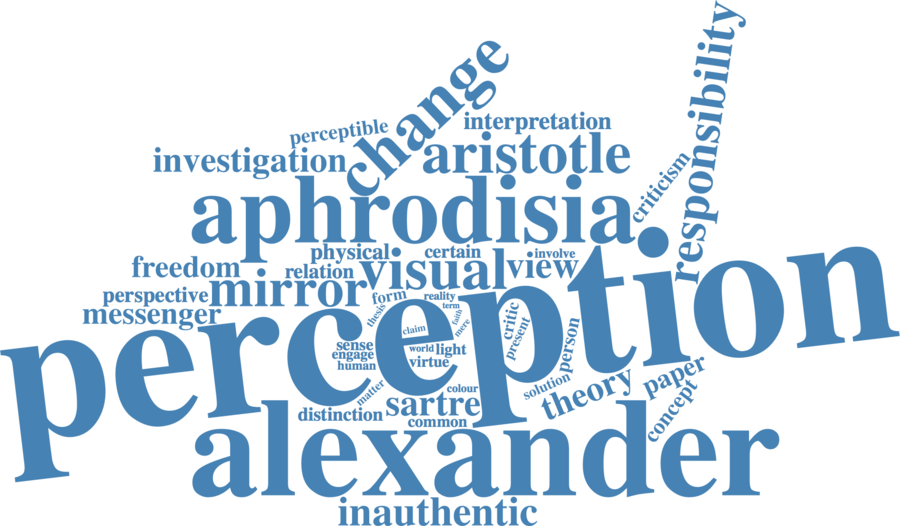 change
responsibility
perceptible
interpretation
investigation
aristotle
criticism
aphrodisia
physical
certain
involve
freedom
relation
visual
view
perspective
mirror
form
reality
term
messenger
thesis
faith
claim
mere
critic
present
person
perception
sense
world
light
engage
virtue
human
matter
colour
solution
theory
paper
concept
distinction
sartre
common
alexander
inauthentic